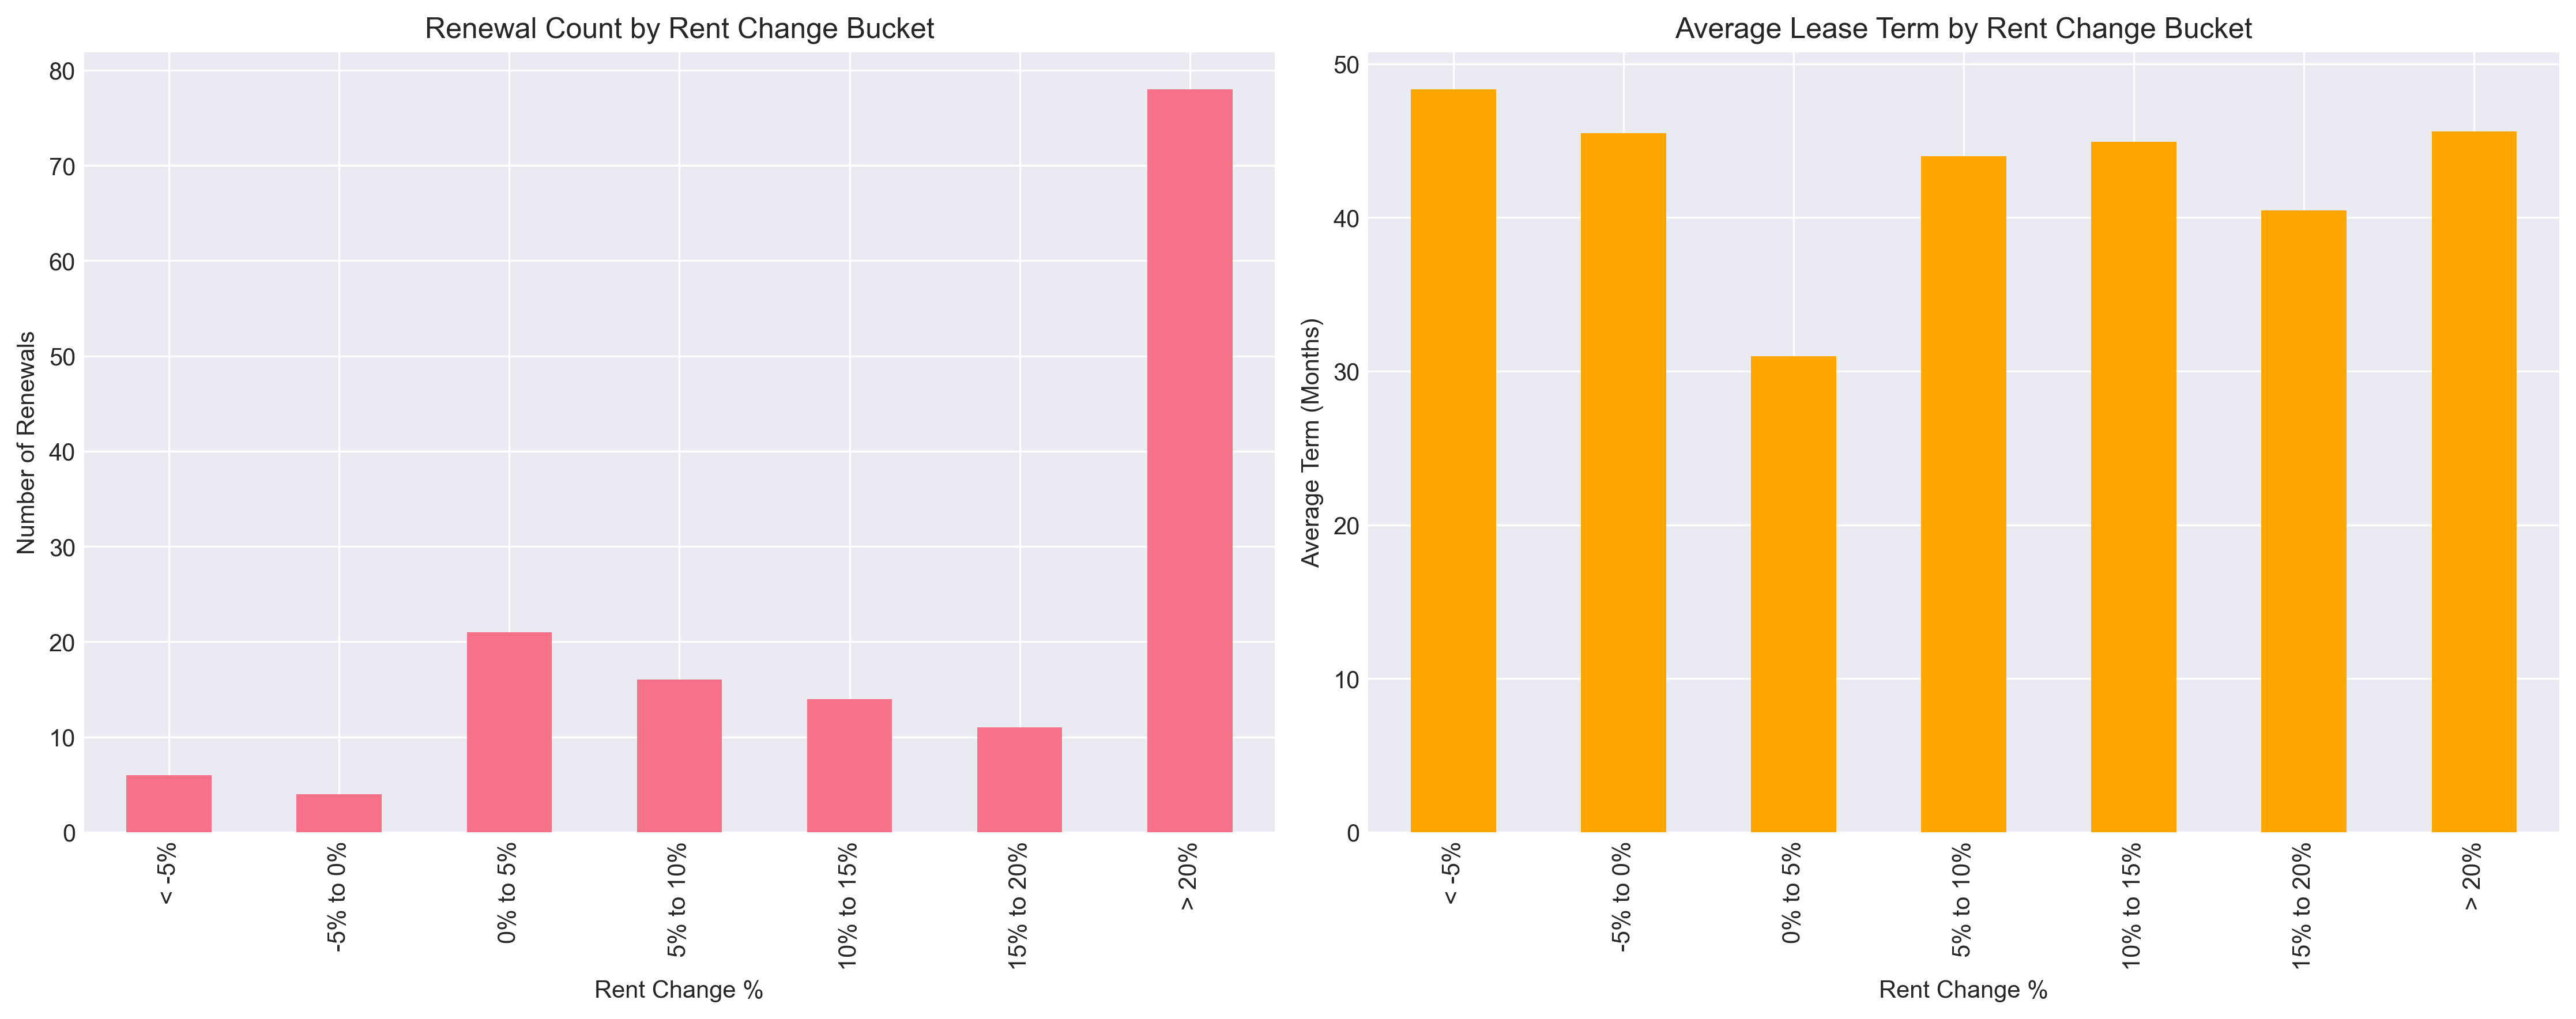 Renewal Count by Rent Change Bucket
80
70
60
50
40
30
20
10
0
Number of Renewals
< -5%
-5% to 0%
0% to 5%
5% to 10%
10% to 15%
15% to 20%
> 20%
Rent Change %
Average Lease Term by Rent Change Bucket
50
40
30
20
10
0
Average Term (Months)
< -5%
-5% to 0%
0% to 5%
5% to 10%
10% to 15%
15% to 20%
> 20%
Rent Change %